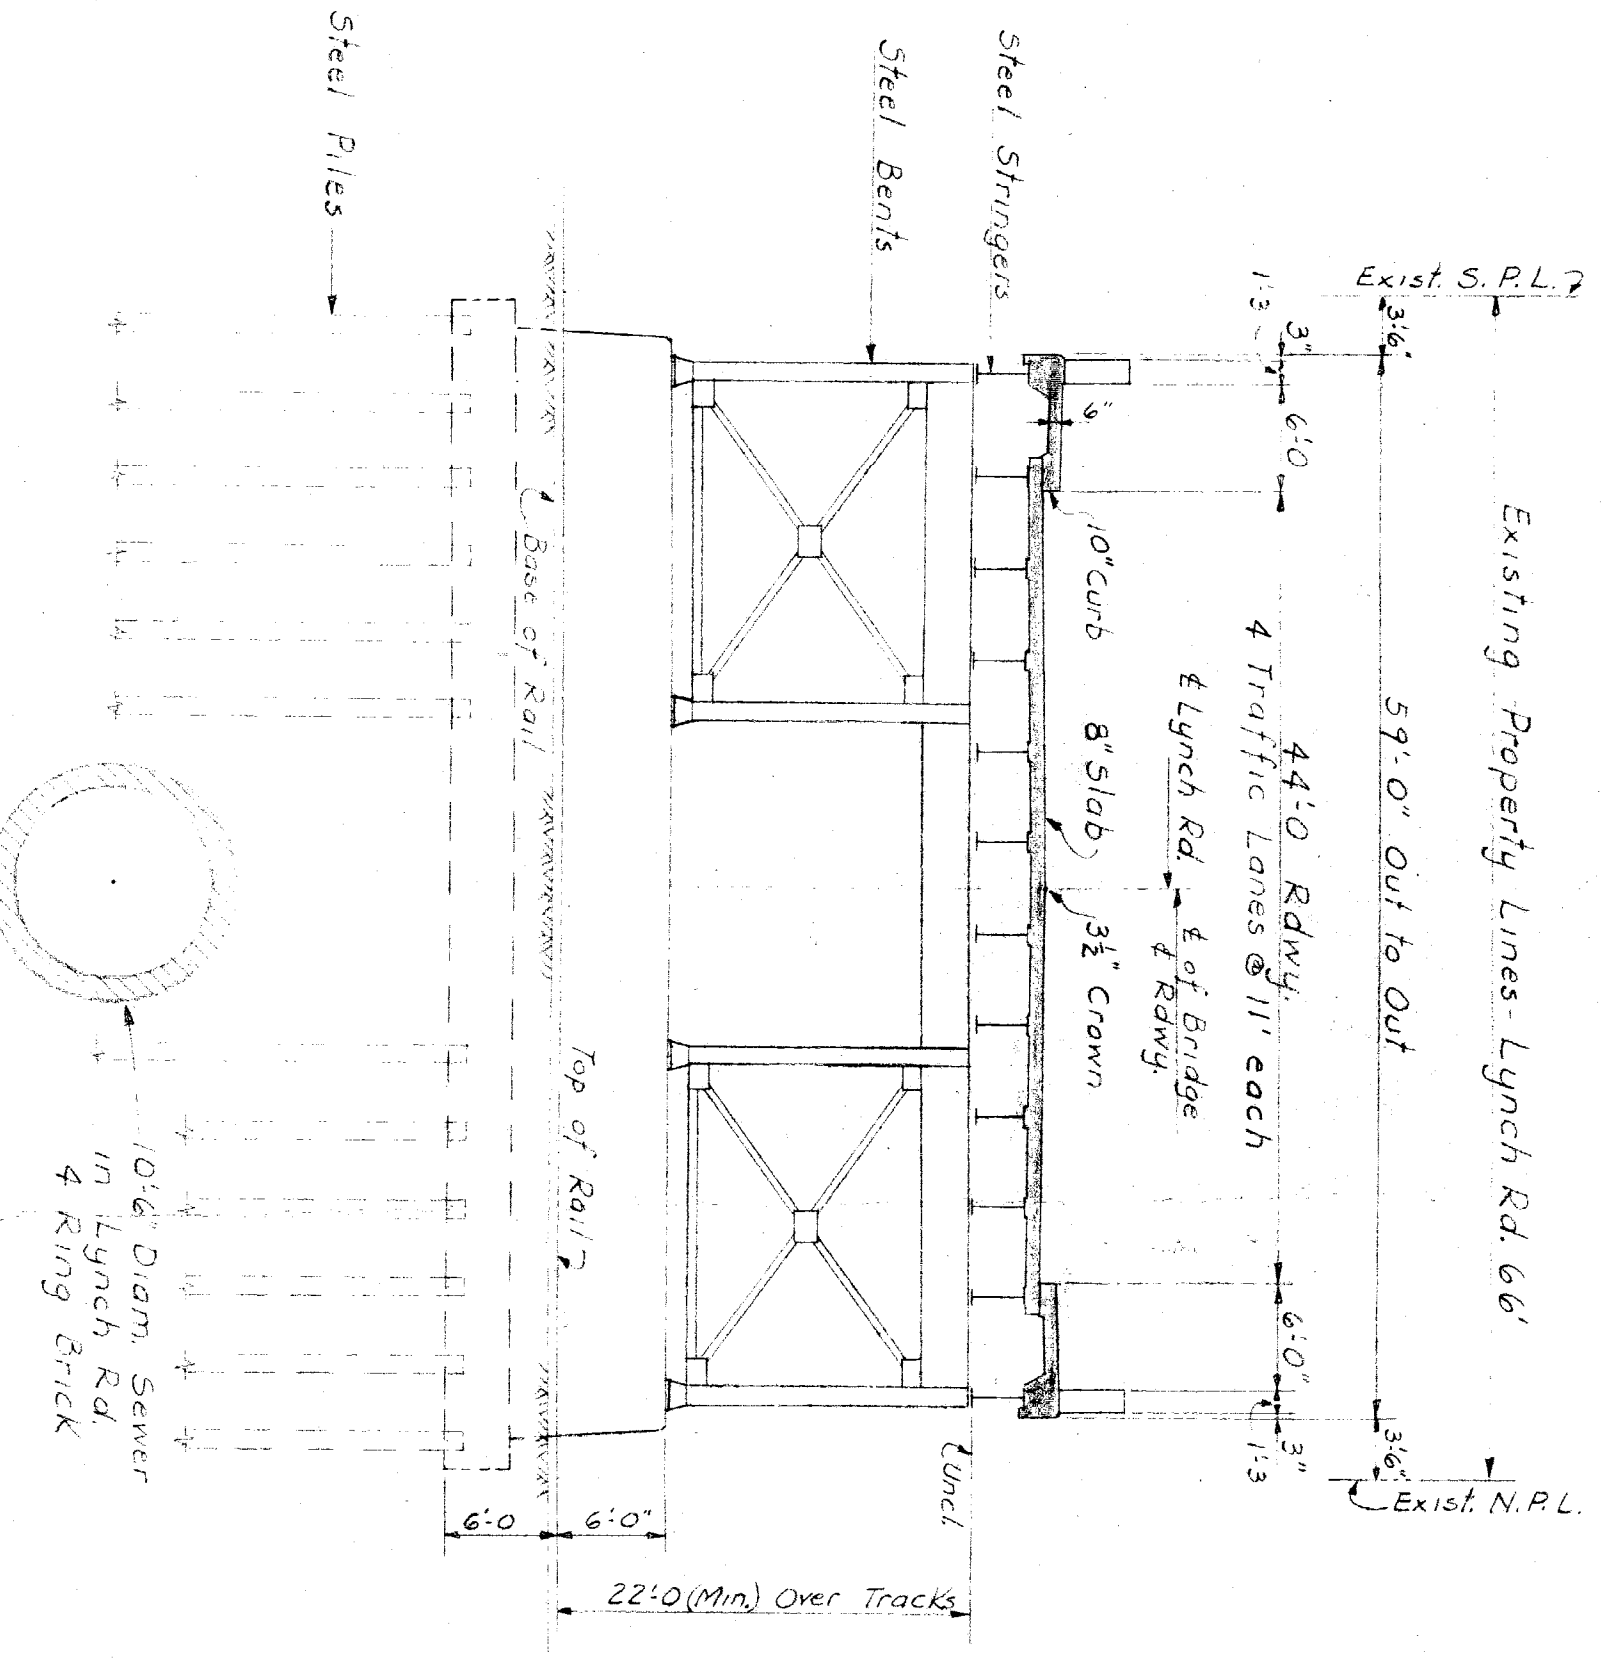 Existing Property Lines- Lynch Rd. 66'
Exist. S. P. L.
Exist. N. P. L.
3'-6"
59'-0" Out to Out
3'-6"
1'-3
3"
6'-0
44'-0 Rdwy.
4 Traffic Lanes @ 11' each
6'-0"
3"
1'-3
℄ Lynch Rd.
℄ of Bridge
℄ Rdwy.
6"
10" Curb
8" Slab
3½" Crown
Steel Stringers
Steel Bents
Steel Piles
Uncl
Base of Rail
Top of Rail
6'-0
6'-0"
22'-0 (Min.) Over Tracks
10'-6" Diam. Sewer
in Lynch Rd.
4 Ring Brick